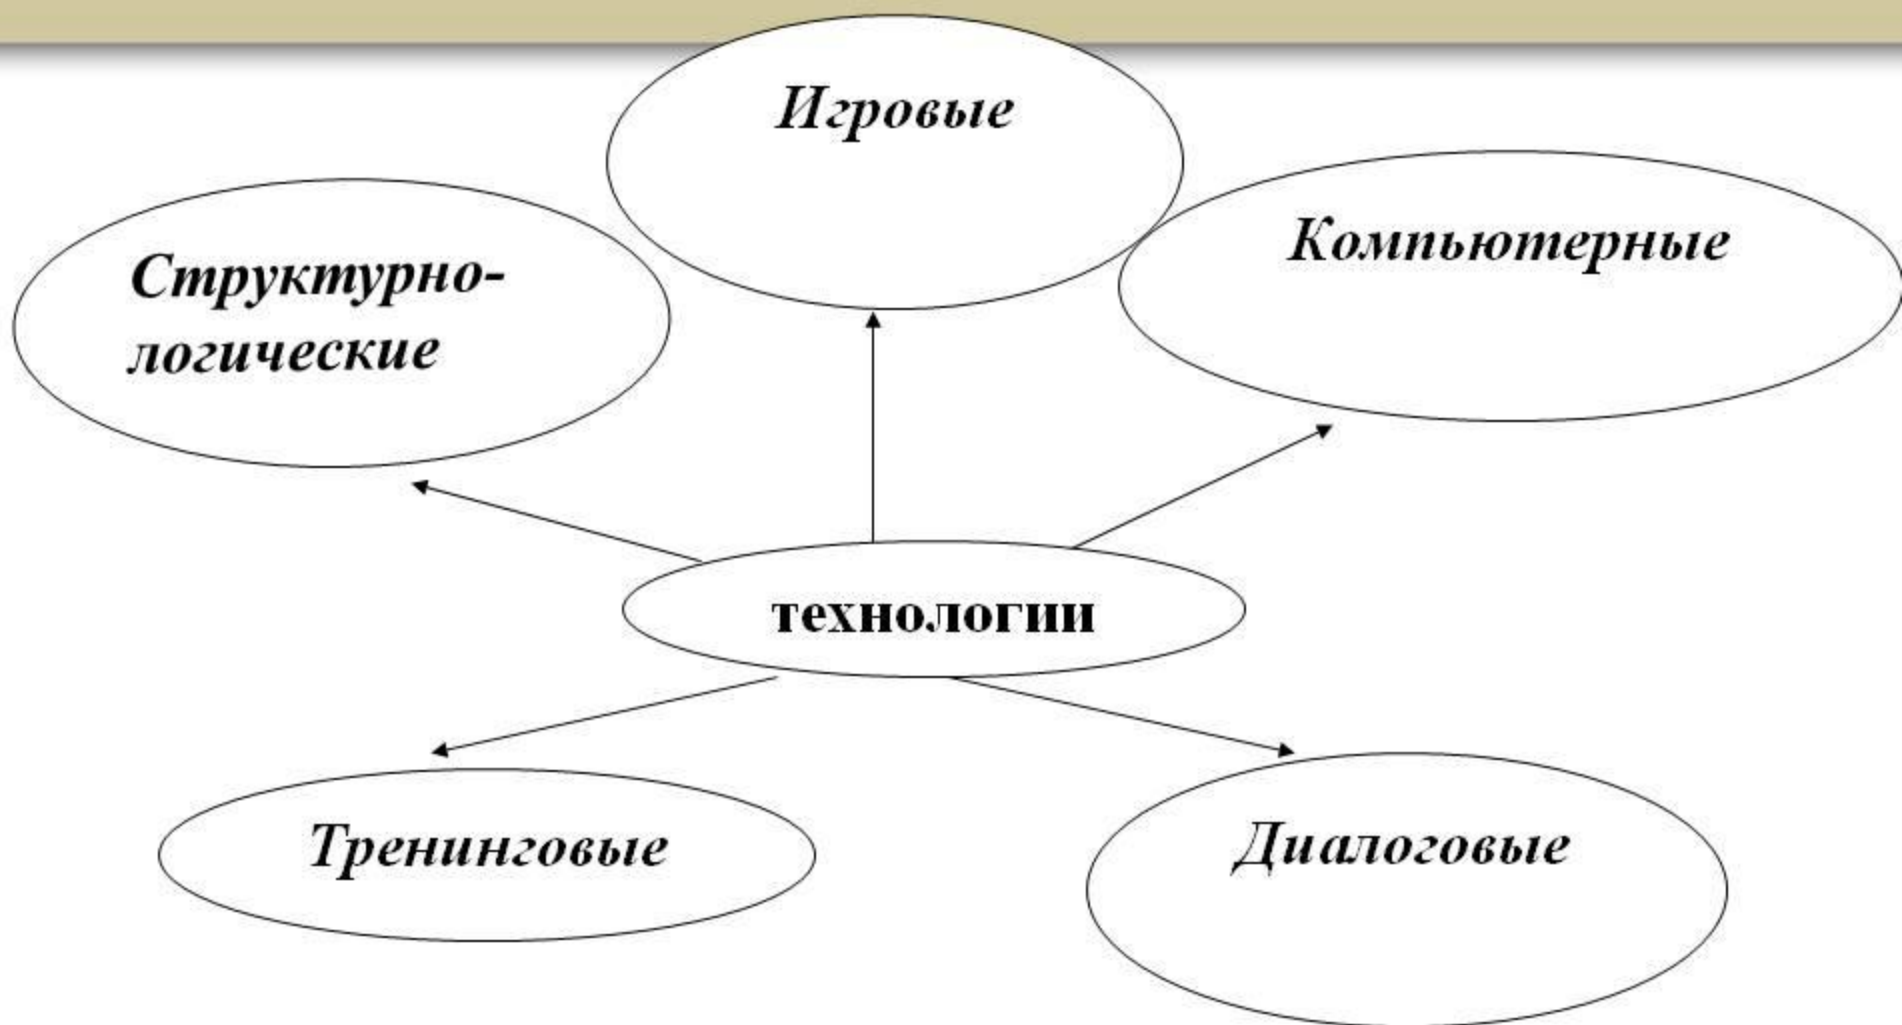 Игровые
Компьютерные
Структурно-
логические
технологии
Тренинговые
Диалоговые